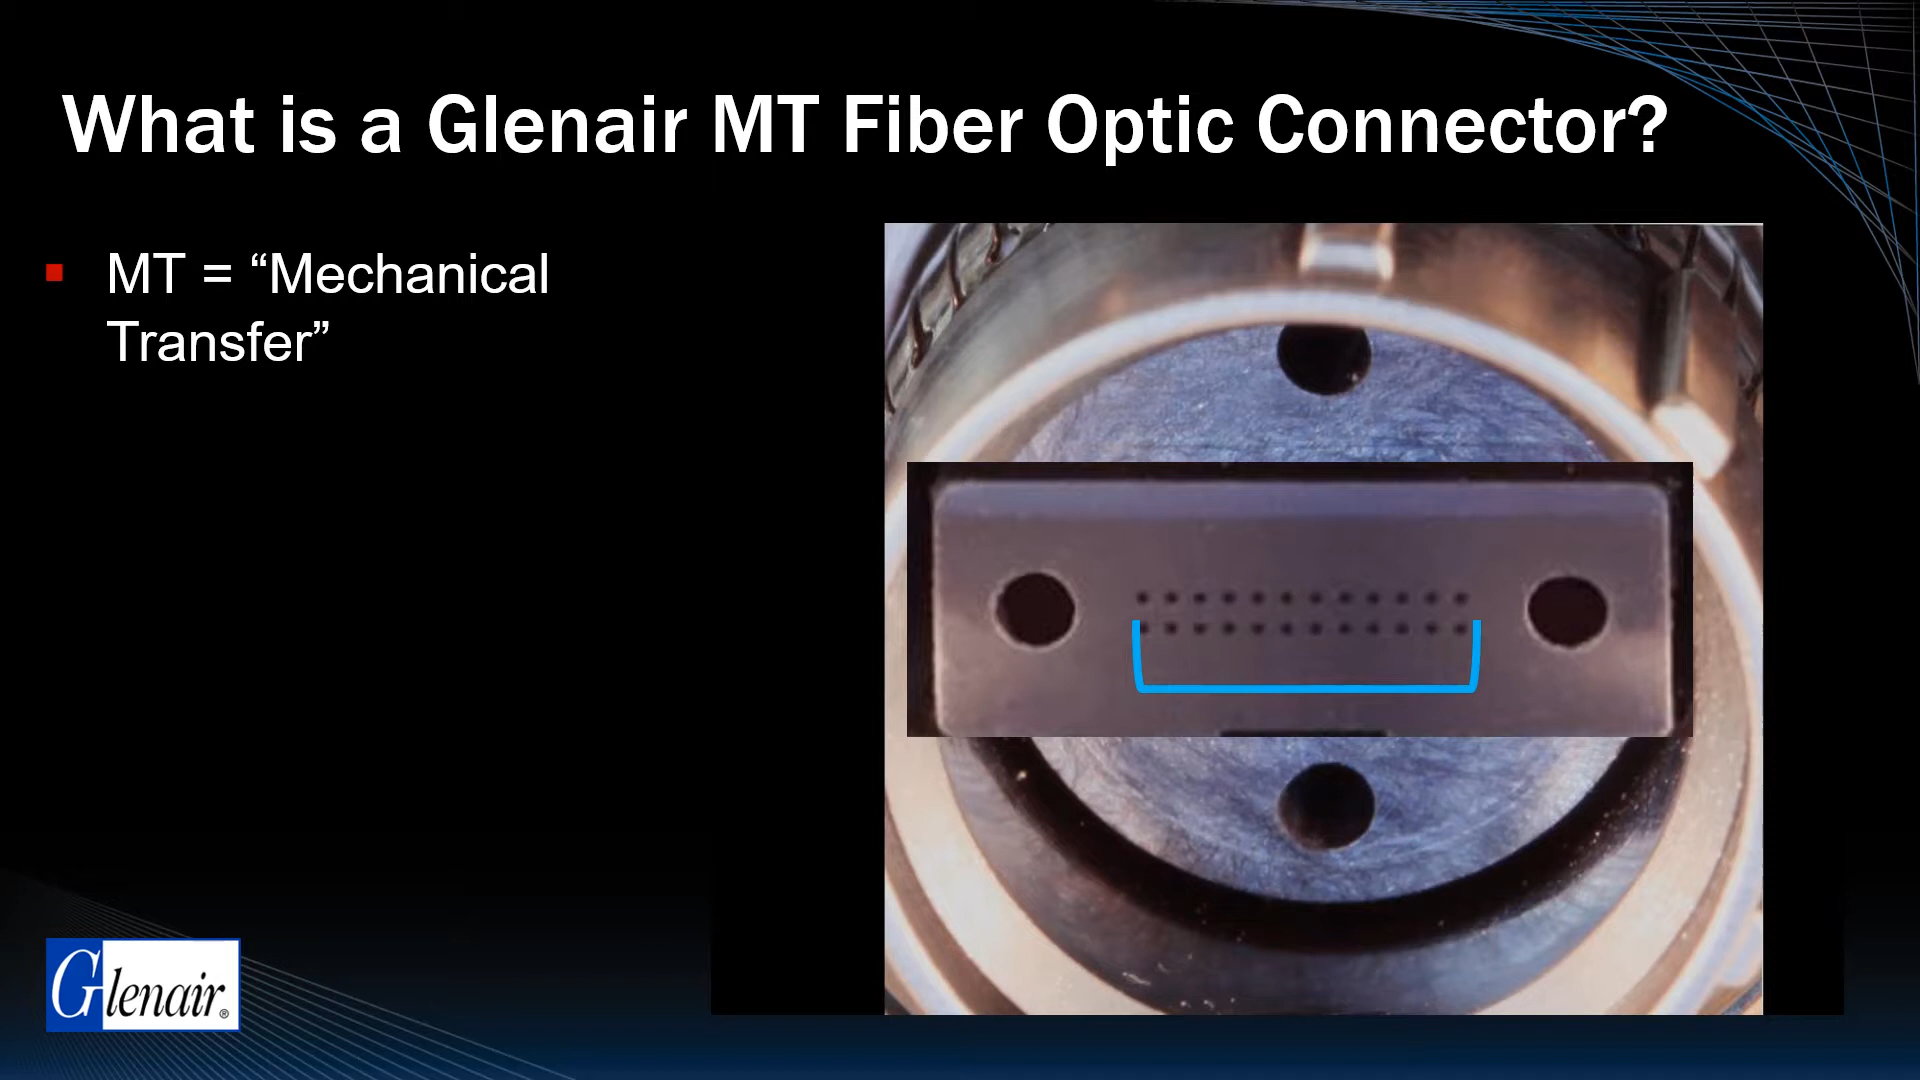 What is a Glenair MT Fiber Optic Connector?
MT = “Mechanical
Transfer”
Glenair®